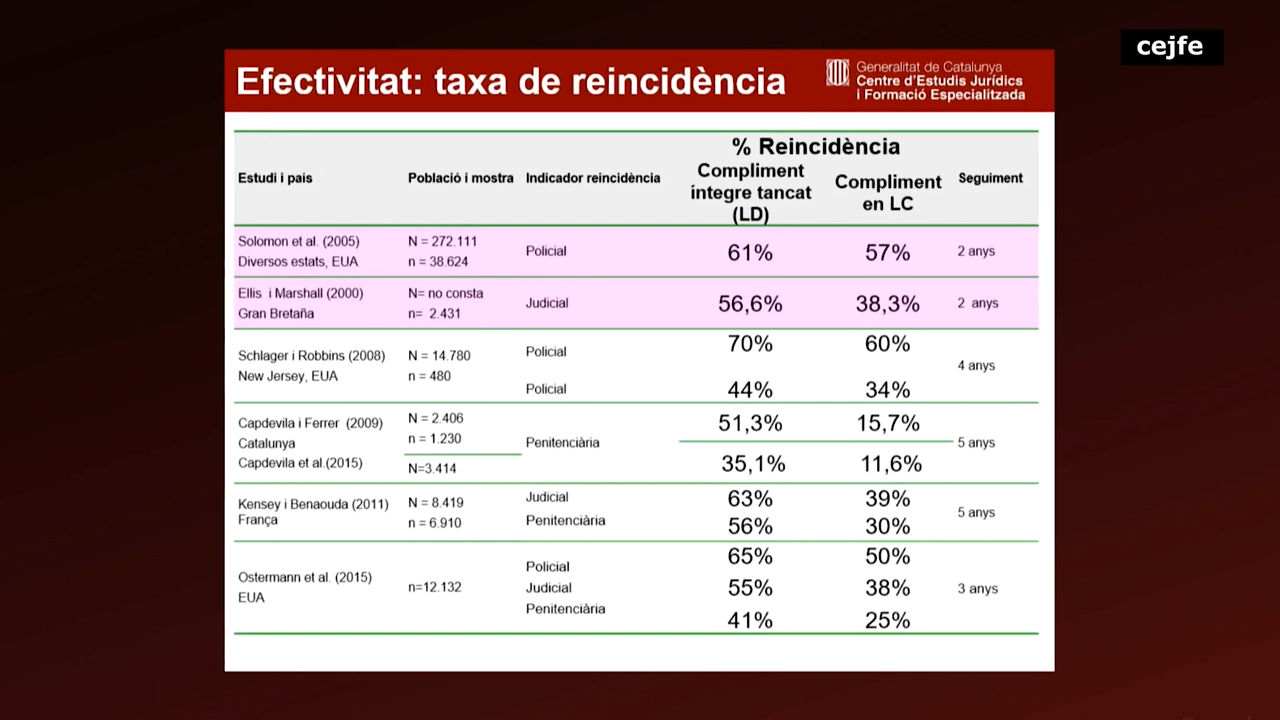 cejfe
Efectivitat: taxa de reincidència
Generalitat de Catalunya
Centre d'Estudis Jurídics
i Formació Especialitzada
Estudi i pais
Població i mostra
Indicador reincidència
% Reincidència
Compliment
íntegre tancat
(LD)
Compliment
en LC
Seguiment
Solomon et al. (2005)
Diversos estats, EUA
N = 272.111
n = 38.624
Policial
61%
57%
2 anys
Ellis i Marshall (2000)
Gran Bretaña
N= no consta
n= 2.431
Judicial
56,6%
38,3%
2 anys
Schlager i Robbins (2008)
New Jersey, EUA
N = 14.780
n = 480
Policial
70%
60%
Policial
44%
34%
4 anys
Capdevila i Ferrer (2009)
Catalunya
Capdevila et al.(2015)
N = 2.406
n = 1.230
N=3.414
Penitenciària
51,3%
15,7%
35,1%
11,6%
5 anys
Kensey i Benaouda (2011)
França
N = 8.419
n = 6.910
Judicial
Penitenciària
63%
39%
56%
30%
5 anys
Ostermann et al. (2015)
EUA
n=12.132
Policial
Judicial
Penitenciària
65%
50%
55%
38%
41%
25%
3 anys